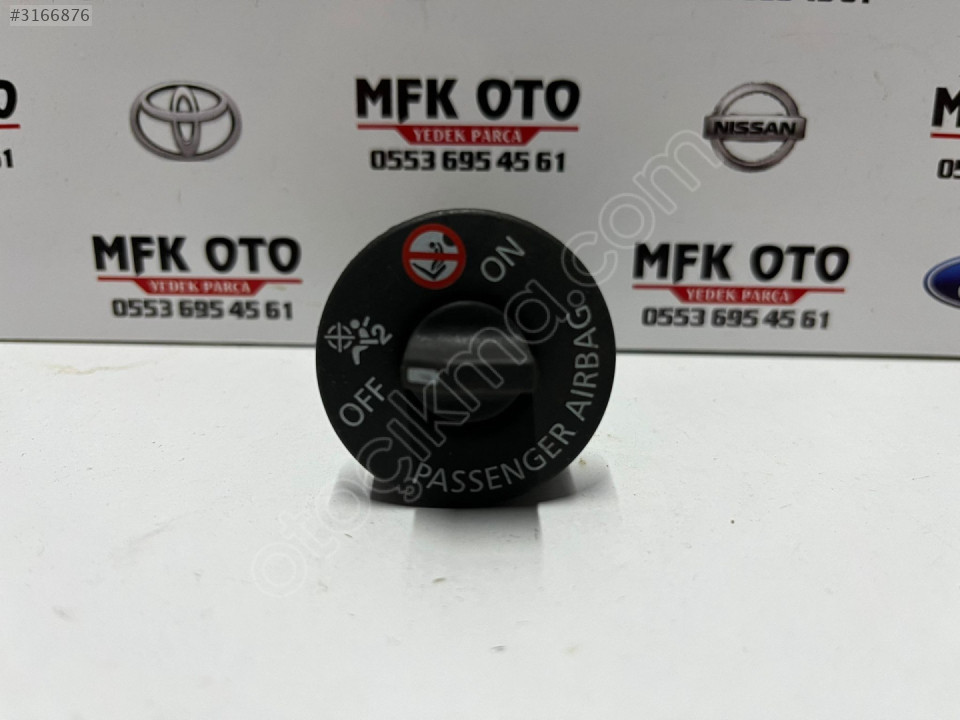 #3166876
MFK OTO
YEDEK PARÇA
0553 695 45 61
NISSAN
MFK OTO
YEDEK PARÇA
0553 695 45 61
MFK OTO
YEDEK PARÇA
0553 695 45 61
ON
2
OFF
PASSENGER AIRBAG
otoçıkma.com